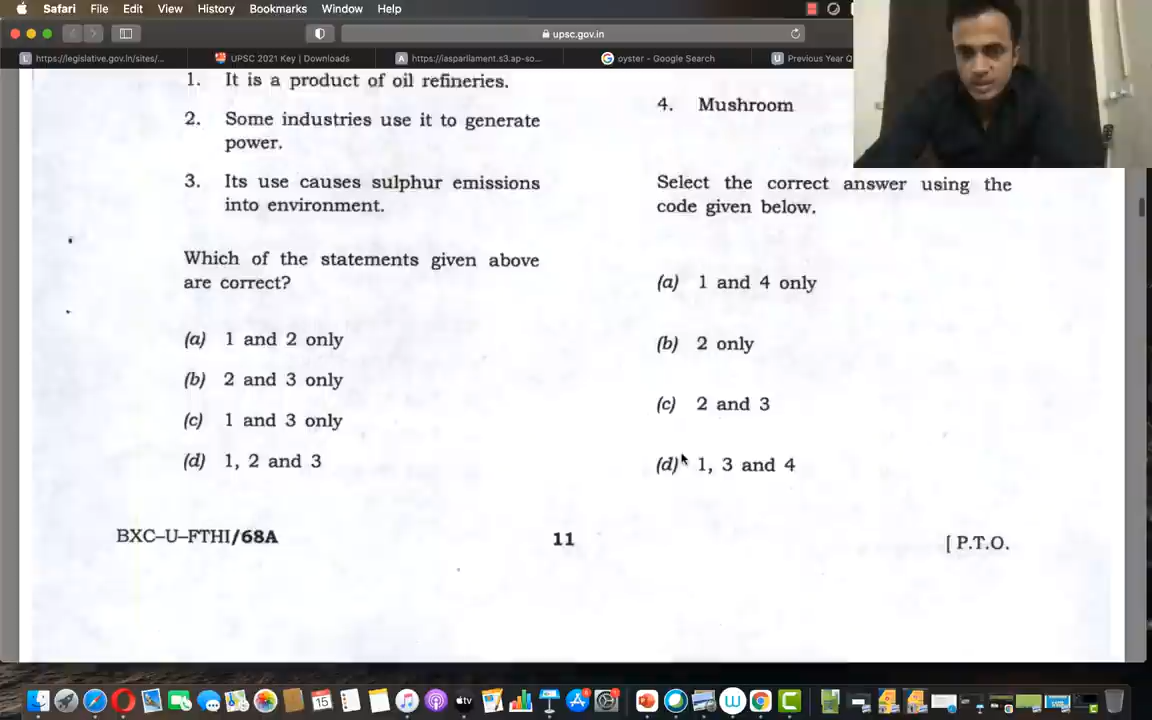 Safari File Edit View History Bookmarks Window Help
upsc.gov.in
https://legislative.gov.in/sites/...
UPSC 2021 Key | Downloads
https://iasparliament.s3.ap-so...
oyster - Google Search
Previous Year Q
1. It is a product of oil refineries.
2. Some industries use it to generate
power.
3. Its use causes sulphur emissions
into environment.
Which of the statements given above
are correct?
(a) 1 and 2 only
(b) 2 and 3 only
(c) 1 and 3 only
(d) 1, 2 and 3
4. Mushroom
Select the correct answer using the
code given below.
(a) 1 and 4 only
(b) 2 only
(c) 2 and 3
(d) 1, 3 and 4
BXC–U–FTHI/68A
11
[ P.T.O.
tv
15